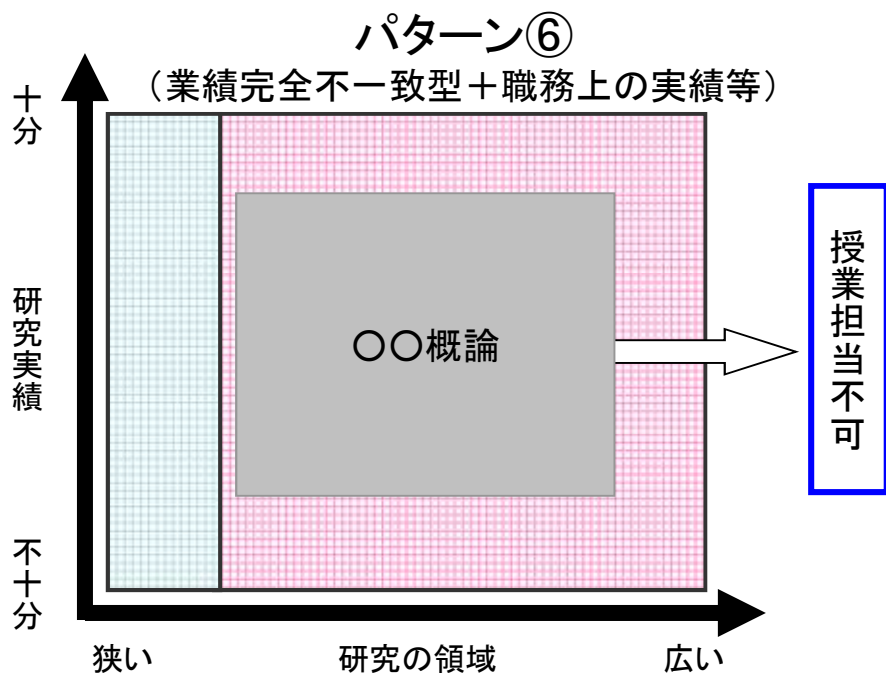 パターン⑥
（業績完全不一致型＋職務上の実績等）
十分
研究実績
不十分
〇〇概論
授業担当不可
狭い
研究の領域
広い